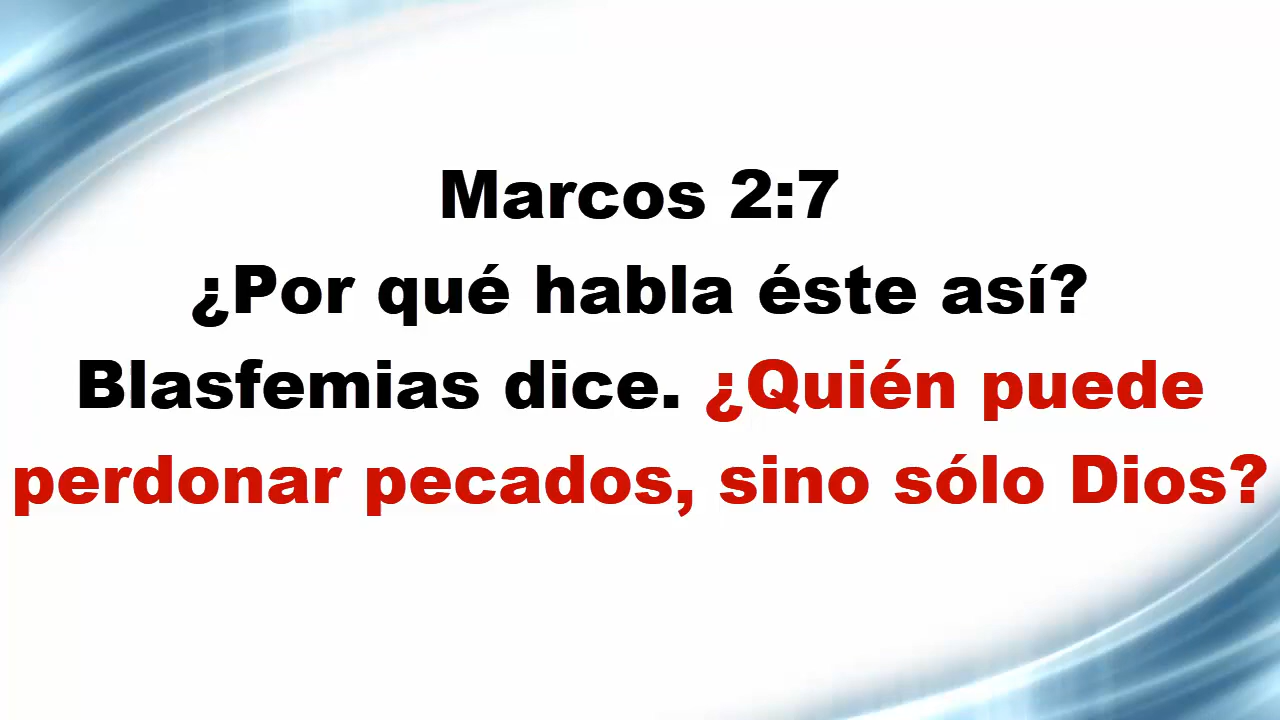 Marcos 2:7
¿Por qué habla éste así?
Blasfemias dice. ¿Quién puede
perdonar pecados, sino sólo Dios?